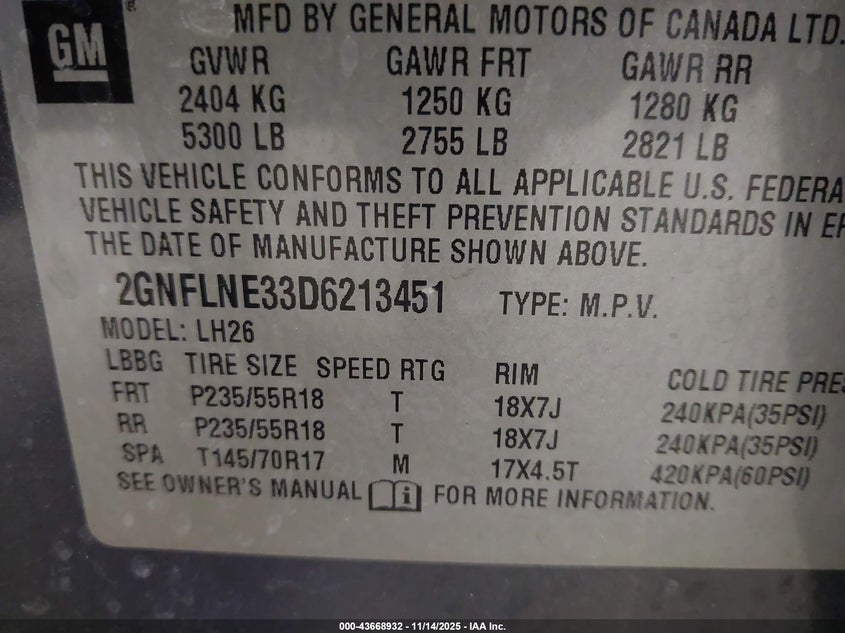 GM
MFD BY GENERAL MOTORS OF CANADA LTD.
GVWR GAWR FRT GAWR RR
2404 KG 1250 KG 1280 KG
5300 LB 2755 LB 2821 LB
THIS VEHICLE CONFORMS TO ALL APPLICABLE U.S. FEDERA
VEHICLE SAFETY AND THEFT PREVENTION STANDARDS IN EF
THE DATE OF MANUFACTURE SHOWN ABOVE.
2GNFLNE33D6213451 TYPE: M.P.V.
MODEL: LH26
LBBG TIRE SIZE SPEED RTG RIM COLD TIRE PRES
FRT P235/55R18 T 18X7J 240KPA(35PSI)
RR P235/55R18 T 18X7J 240KPA(35PSI)
SPA T145/70R17 M 17X4.5T 420KPA(60PSI)
SEE OWNER'S MANUAL i FOR MORE INFORMATION.
000-43668932 - 11/14/2025 - IAA Inc.